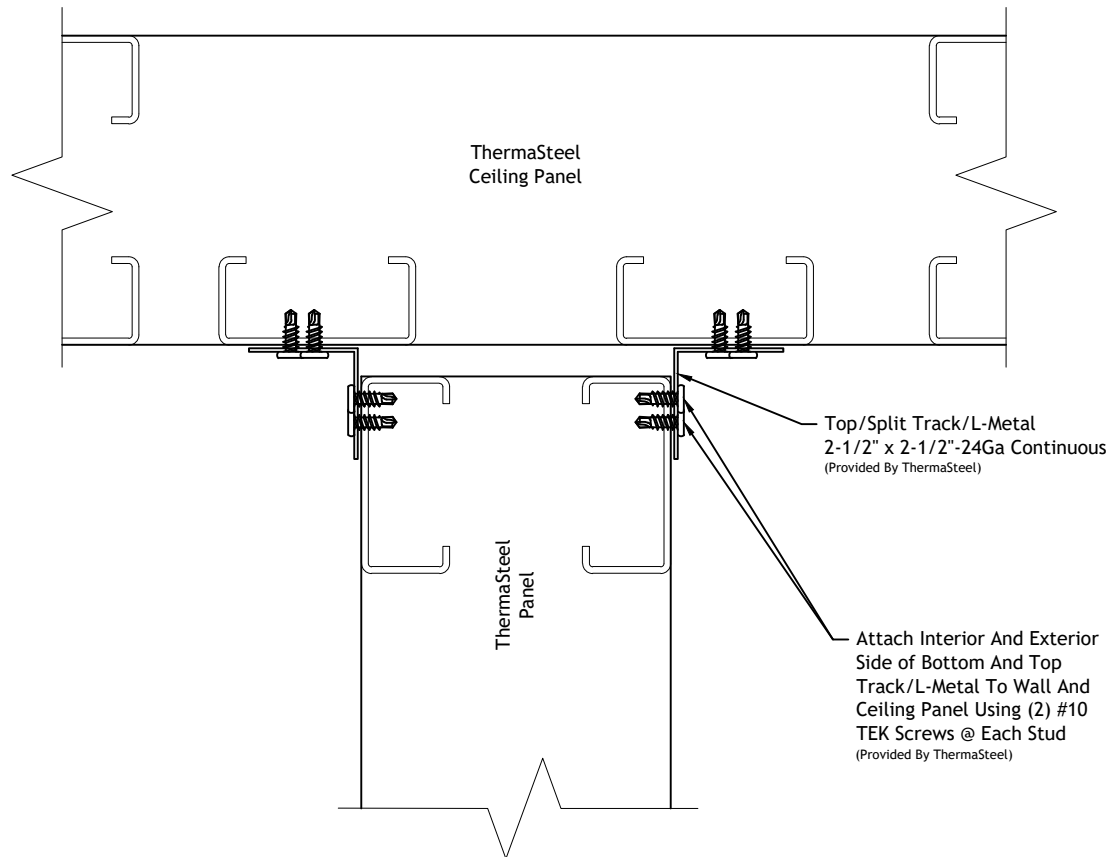 ThermaSteel
Ceiling Panel
Top/Split Track/L-Metal
2-1/2" x 2-1/2"-24Ga Continuous
(Provided By ThermaSteel)
ThermaSteel
Panel
Attach Interior And Exterior
Side of Bottom And Top
Track/L-Metal To Wall And
Ceiling Panel Using (2) #10
TEK Screws @ Each Stud
(Provided By ThermaSteel)